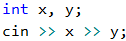 int x, y;
cin >> x >> y;